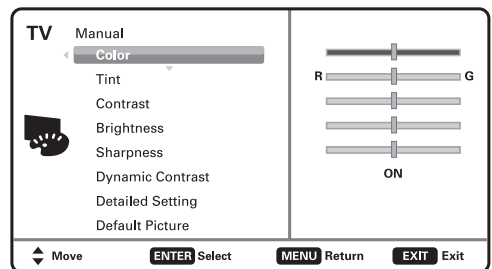 TV Manual
Color
Tint
R G
Contrast
Brightness
Sharpness
Dynamic Contrast ON
Detailed Setting
Default Picture
Move ENTER Select MENU Return EXIT Exit